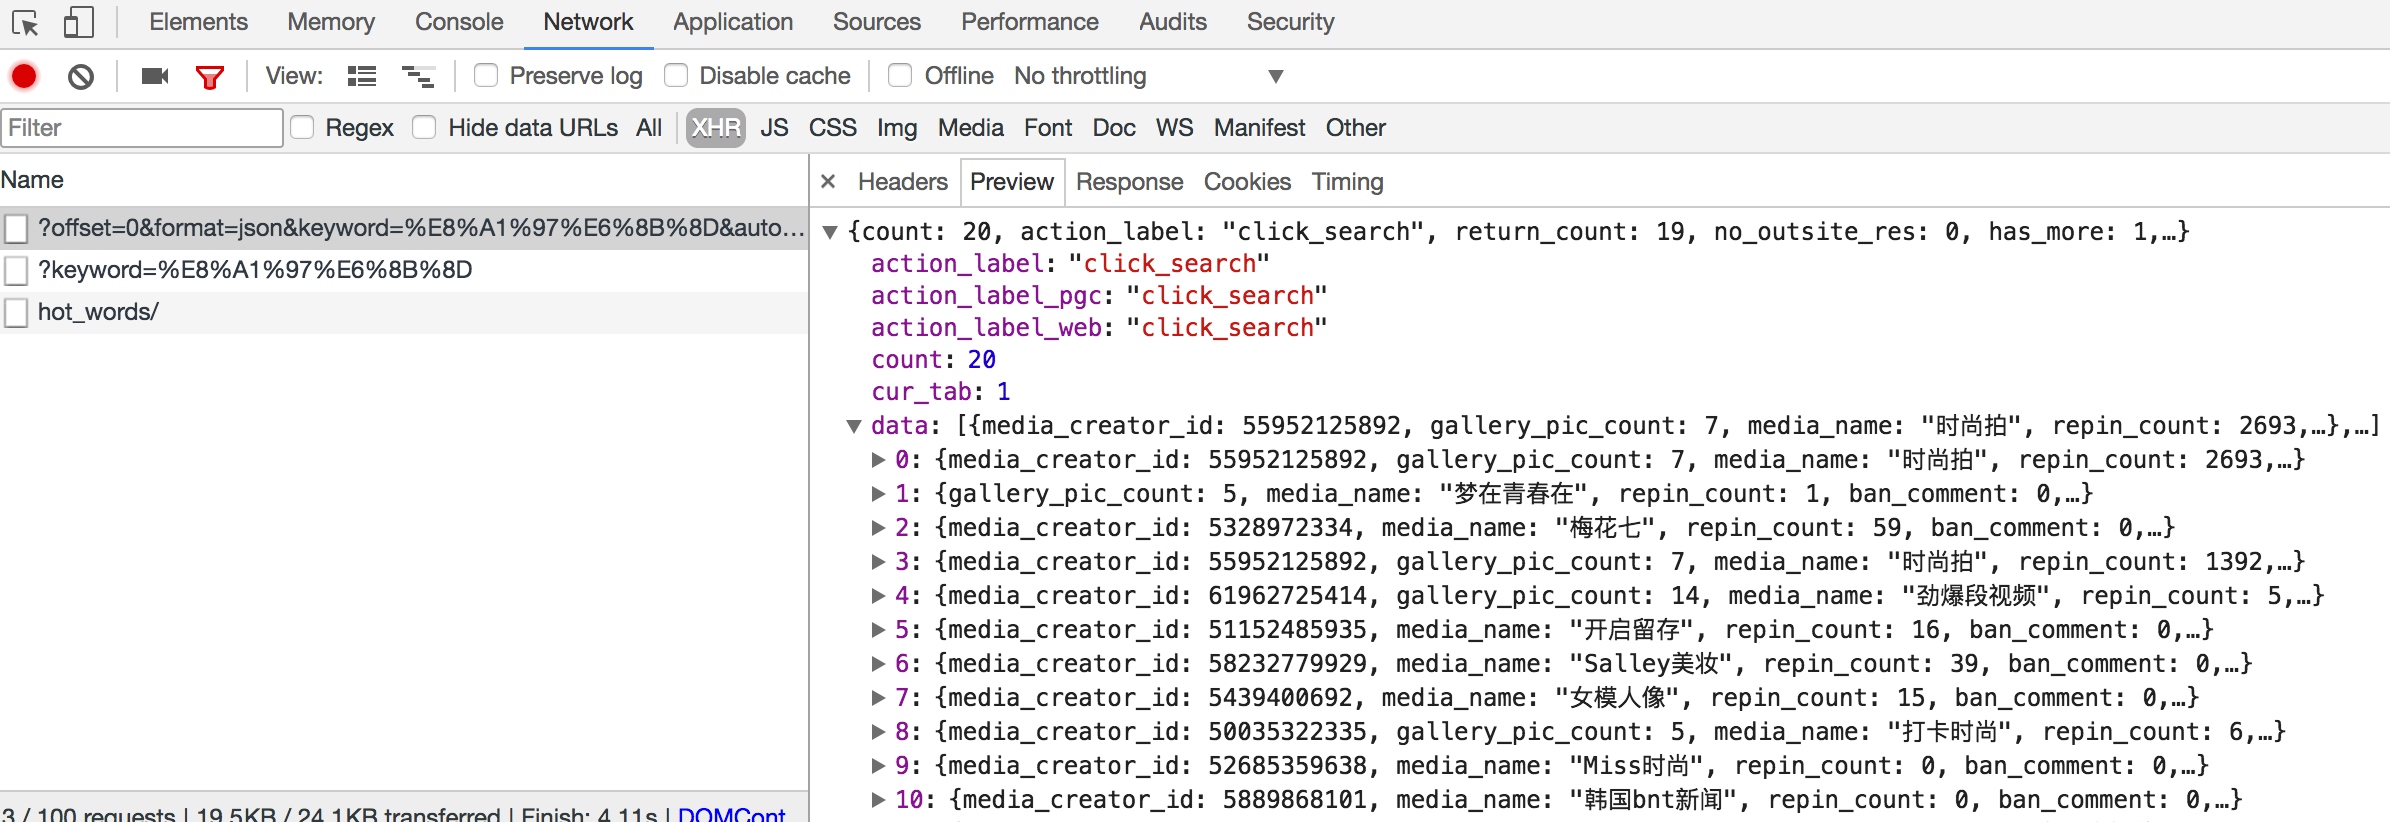 Elements Memory Console Network Application Sources Performance Audits Security
View: Preserve log Disable cache Offline No throttling
Filter Regex Hide data URLs All XHR JS CSS Img Media Font Doc WS Manifest Other
Name
?offset=0&format=json&keyword=%E8%A1%97%E6%8B%8D&auto…
?keyword=%E8%A1%97%E6%8B%8D
hot_words/
3 / 100 requests | 19.5KB / 24.1KB transferred | Finish: 4.11s | DOMCont
× Headers Preview Response Cookies Timing
{count: 20, action_label: "click_search", return_count: 19, no_outsite_res: 0, has_more: 1,…}
action_label: "click_search"
action_label_pgc: "click_search"
action_label_web: "click_search"
count: 20
cur_tab: 1
data: [{media_creator_id: 55952125892, gallery_pic_count: 7, media_name: "时尚拍", repin_count: 2693,…},…]
0: {media_creator_id: 55952125892, gallery_pic_count: 7, media_name: "时尚拍", repin_count: 2693,…}
1: {gallery_pic_count: 5, media_name: "梦在青春在", repin_count: 1, ban_comment: 0,…}
2: {media_creator_id: 5328972334, media_name: "梅花七", repin_count: 59, ban_comment: 0,…}
3: {media_creator_id: 55952125892, gallery_pic_count: 7, media_name: "时尚拍", repin_count: 1392,…}
4: {media_creator_id: 61962725414, gallery_pic_count: 14, media_name: "劲爆段视频", repin_count: 5,…}
5: {media_creator_id: 51152485935, media_name: "开启留存", repin_count: 16, ban_comment: 0,…}
6: {media_creator_id: 58232779929, media_name: "Salley美妆", repin_count: 39, ban_comment: 0,…}
7: {media_creator_id: 5439400692, media_name: "女模人像", repin_count: 15, ban_comment: 0,…}
8: {media_creator_id: 50035322335, gallery_pic_count: 5, media_name: "打卡时尚", repin_count: 6,…}
9: {media_creator_id: 52685359638, media_name: "Miss时尚", repin_count: 0, ban_comment: 0,…}
10: {media_creator_id: 5889868101, media_name: "韩国bnt新闻", repin_count: 0, ban_comment: 0,…}